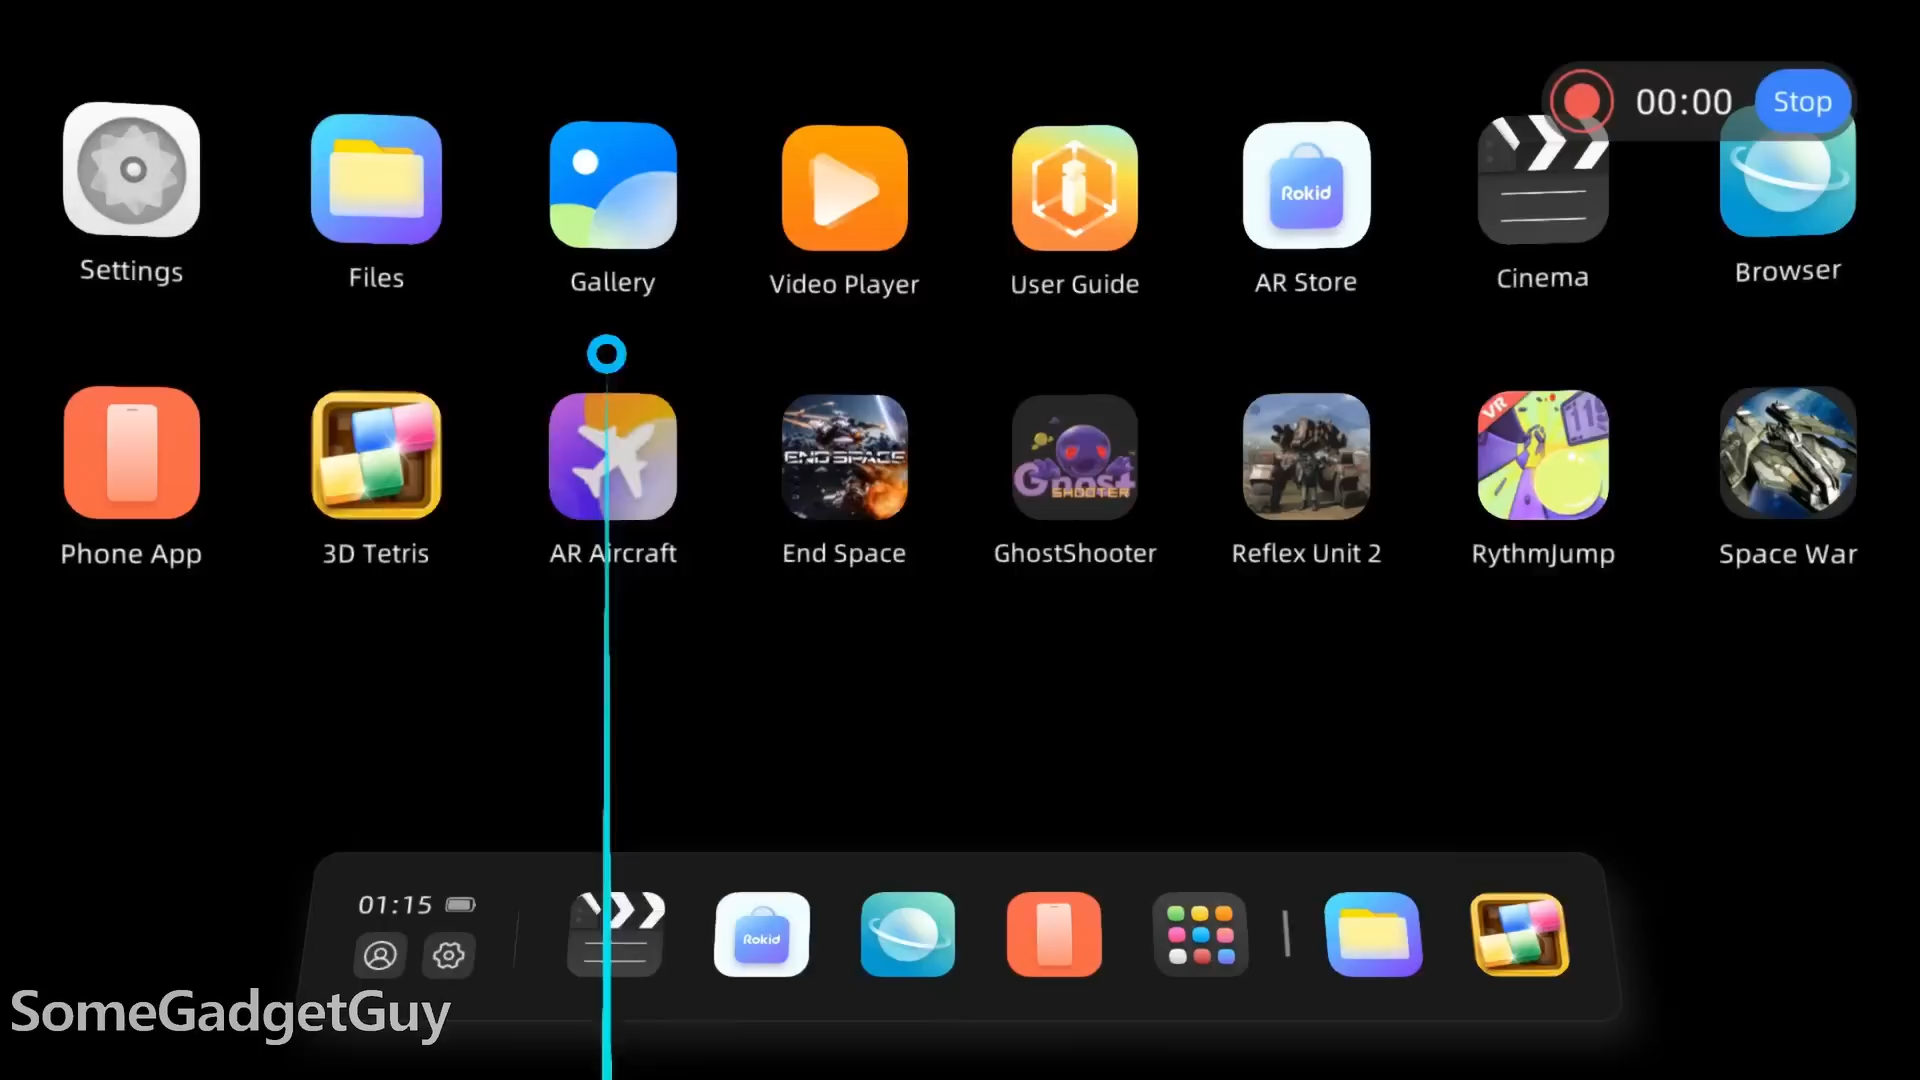 00:00 Stop
Rokid
Settings Files Gallery Video Player User Guide AR Store Cinema Browser
END SPACE
Ghost
SHOOTER
VR
115
Phone App 3D Tetris AR Aircraft End Space GhostShooter Reflex Unit 2 RythmJump Space War
01:15
Rokid
SomeGadgetGuy